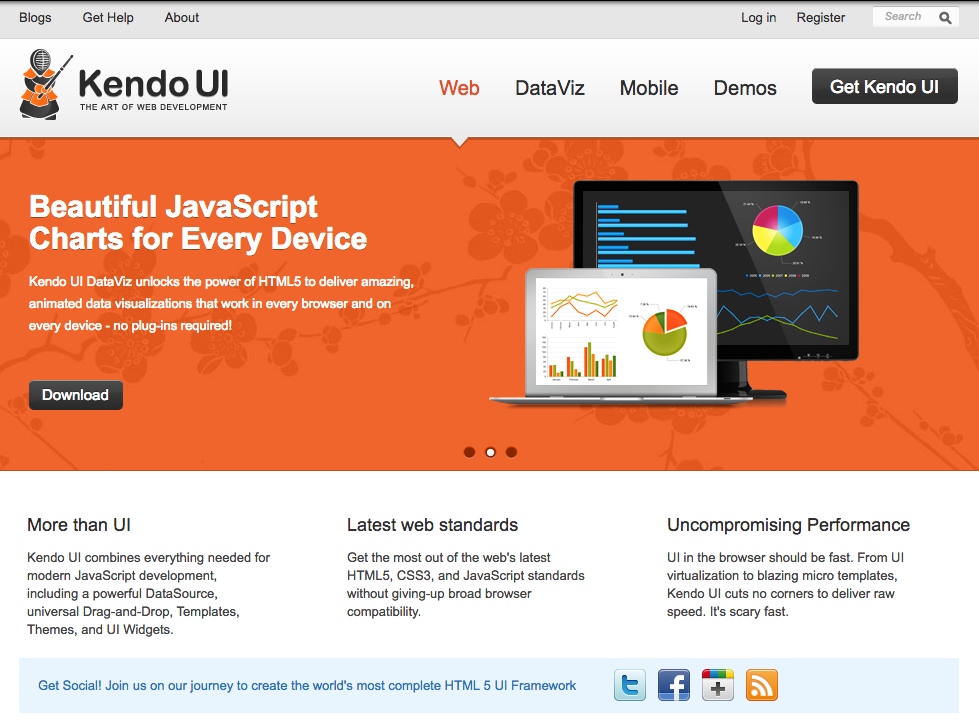 Blogs Get Help About Log in Register Search
Kendo UI
THE ART OF WEB DEVELOPMENT
Web DataViz Mobile Demos Get Kendo UI
Beautiful JavaScript
Charts for Every Device
Kendo UI DataViz unlocks the power of HTML5 to deliver amazing,
animated data visualizations that work in every browser and on
every device - no plug-ins required!
Download
More than UI
Kendo UI combines everything needed for
modern JavaScript development,
including a powerful DataSource,
universal Drag-and-Drop, Templates,
Themes, and UI Widgets.
Latest web standards
Get the most out of the web's latest
HTML5, CSS3, and JavaScript standards
without giving-up broad browser
compatibility.
Uncompromising Performance
UI in the browser should be fast. From UI
virtualization to blazing micro templates,
Kendo UI cuts no corners to deliver raw
speed. It's scary fast.
Get Social! Join us on our journey to create the world's most complete HTML 5 UI Framework